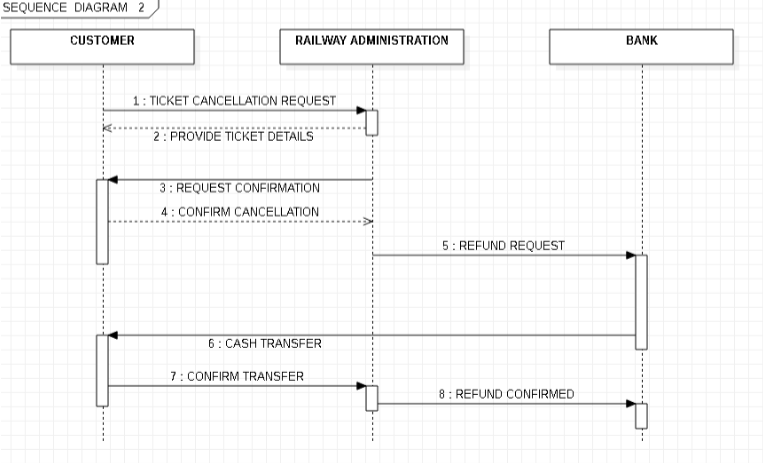 SEQUENCE DIAGRAM 2
CUSTOMER
RAILWAY ADMINISTRATION
BANK
1 : TICKET CANCELLATION REQUEST
2 : PROVIDE TICKET DETAILS
3 : REQUEST CONFIRMATION
4 : CONFIRM CANCELLATION
5 : REFUND REQUEST
6 : CASH TRANSFER
7 : CONFIRM TRANSFER
8 : REFUND CONFIRMED